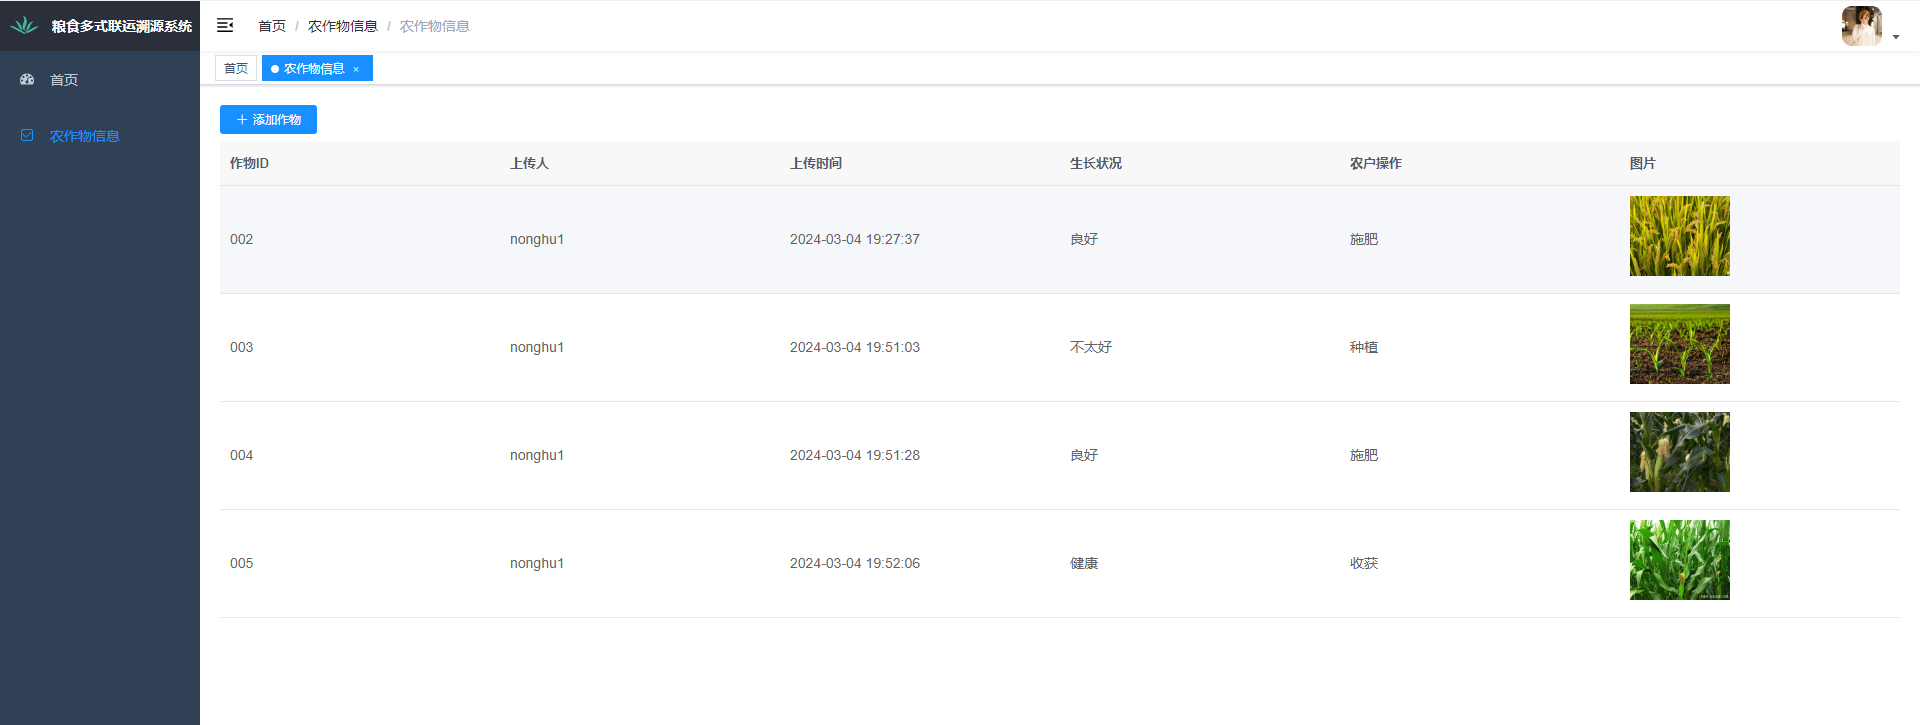 粮食多式联运溯源系统
首页 / 农作物信息 / 农作物信息
首页
农作物信息 ×
首页
农作物信息
添加作物
作物ID 上传人 上传时间 生长状况 农户操作 图片
002 nonghu1 2024-03-04 19:27:37 良好 施肥
003 nonghu1 2024-03-04 19:51:03 不太好 种植
004 nonghu1 2024-03-04 19:51:28 良好 施肥
005 nonghu1 2024-03-04 19:52:06 健康 收获